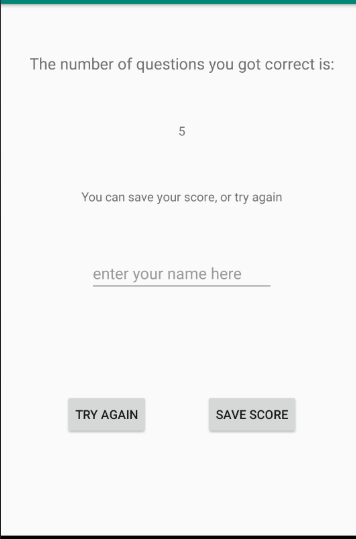 The number of questions you got correct is:
5
You can save your score, or try again
enter your name here
TRY AGAIN
SAVE SCORE